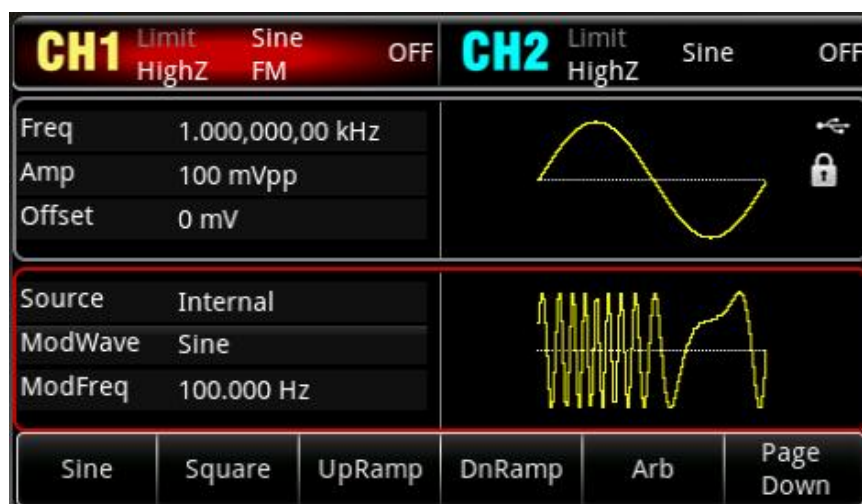 CH1 Limit Sine OFF CH2 Limit Sine OFF
HighZ FM HighZ
Freq 1.000,000,00 kHz
Amp 100 mVpp
Offset 0 mV
Source Internal
ModWave Sine
ModFreq 100.000 Hz
Sine Square UpRamp DnRamp Arb Page Down